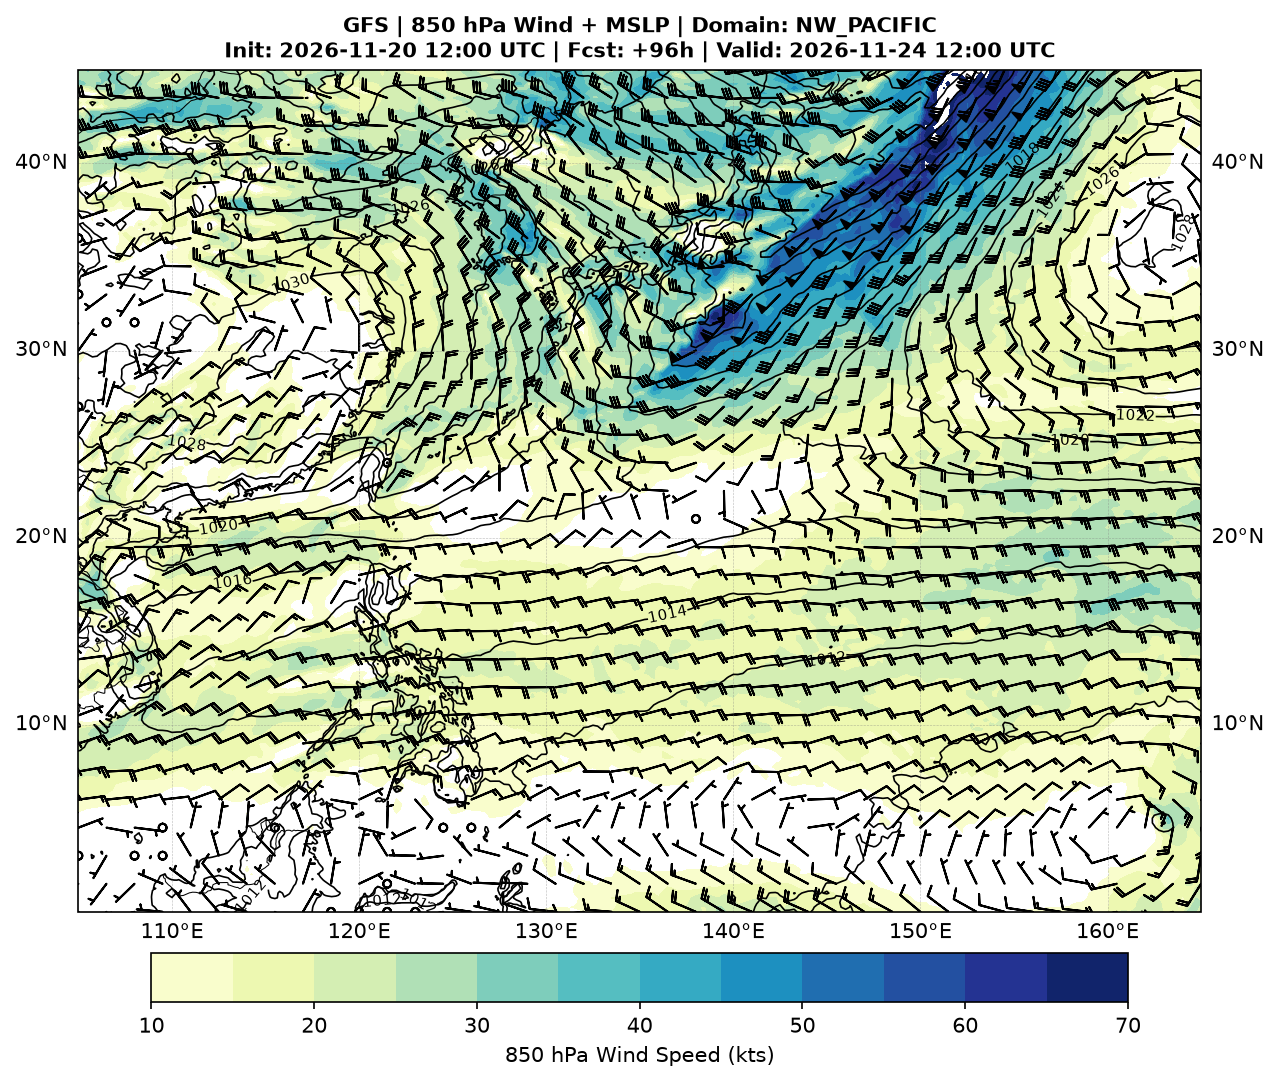 GFS | 850 hPa Wind + MSLP | Domain: NW_PACIFIC
Init: 2026-11-20 12:00 UTC | Fcst: +96h | Valid: 2026-11-24 12:00 UTC
40°N
40°N
1018
1026
1024
1026
1028
1030
30°N
30°N
1022
1028
1020
1020
20°N
20°N
1016
1014
1012
10°N
10°N
1012
1012
110°E 120°E 130°E 140°E 150°E 160°E
10 20 30 40 50 60 70
850 hPa Wind Speed (kts)